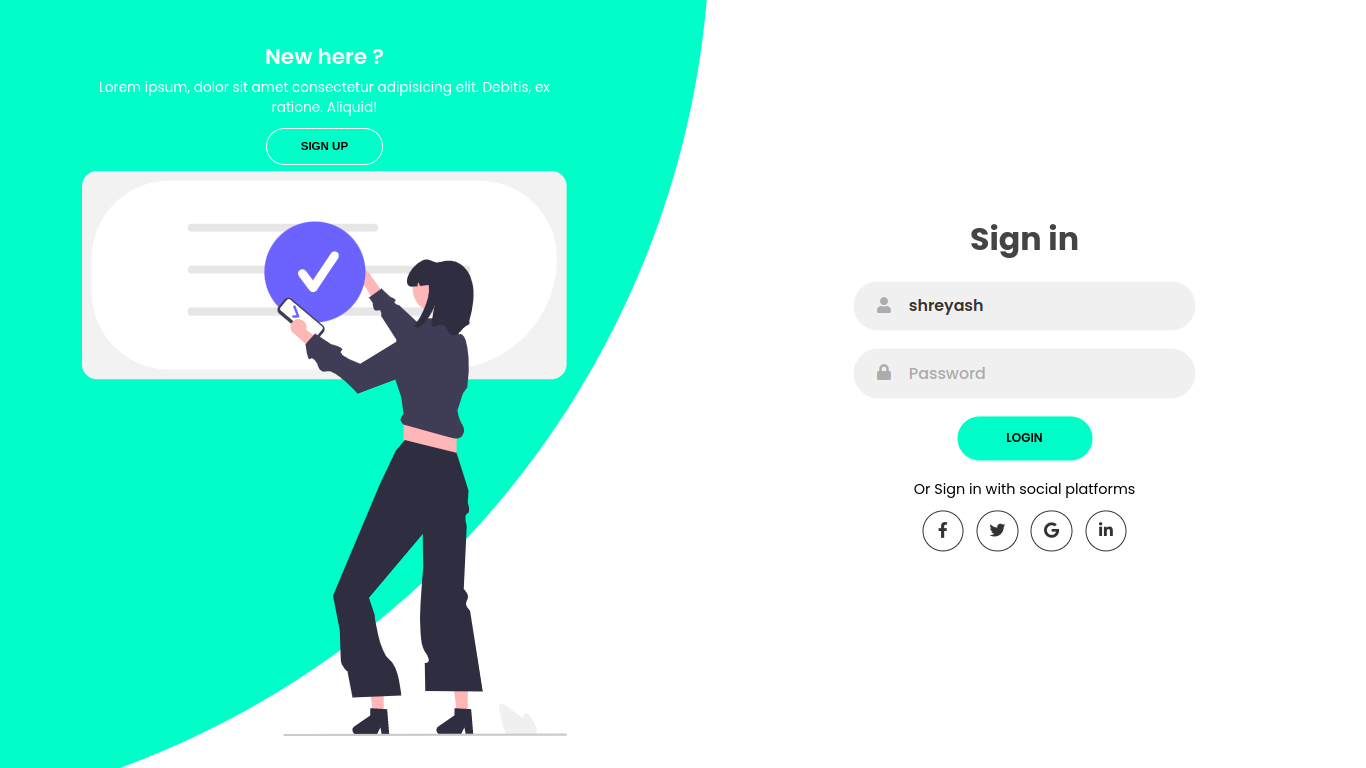 New here ?
Lorem ipsum, dolor sit amet consectetur adipisicing elit. Debitis, ex
ratione. Aliquid!
SIGN UP
Sign in
shreyash
Password
LOGIN
Or Sign in with social platforms